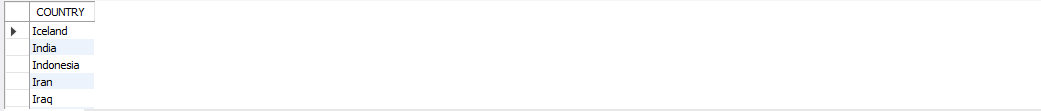 COUNTRY
Iceland
India
Indonesia
Iran
Iraq